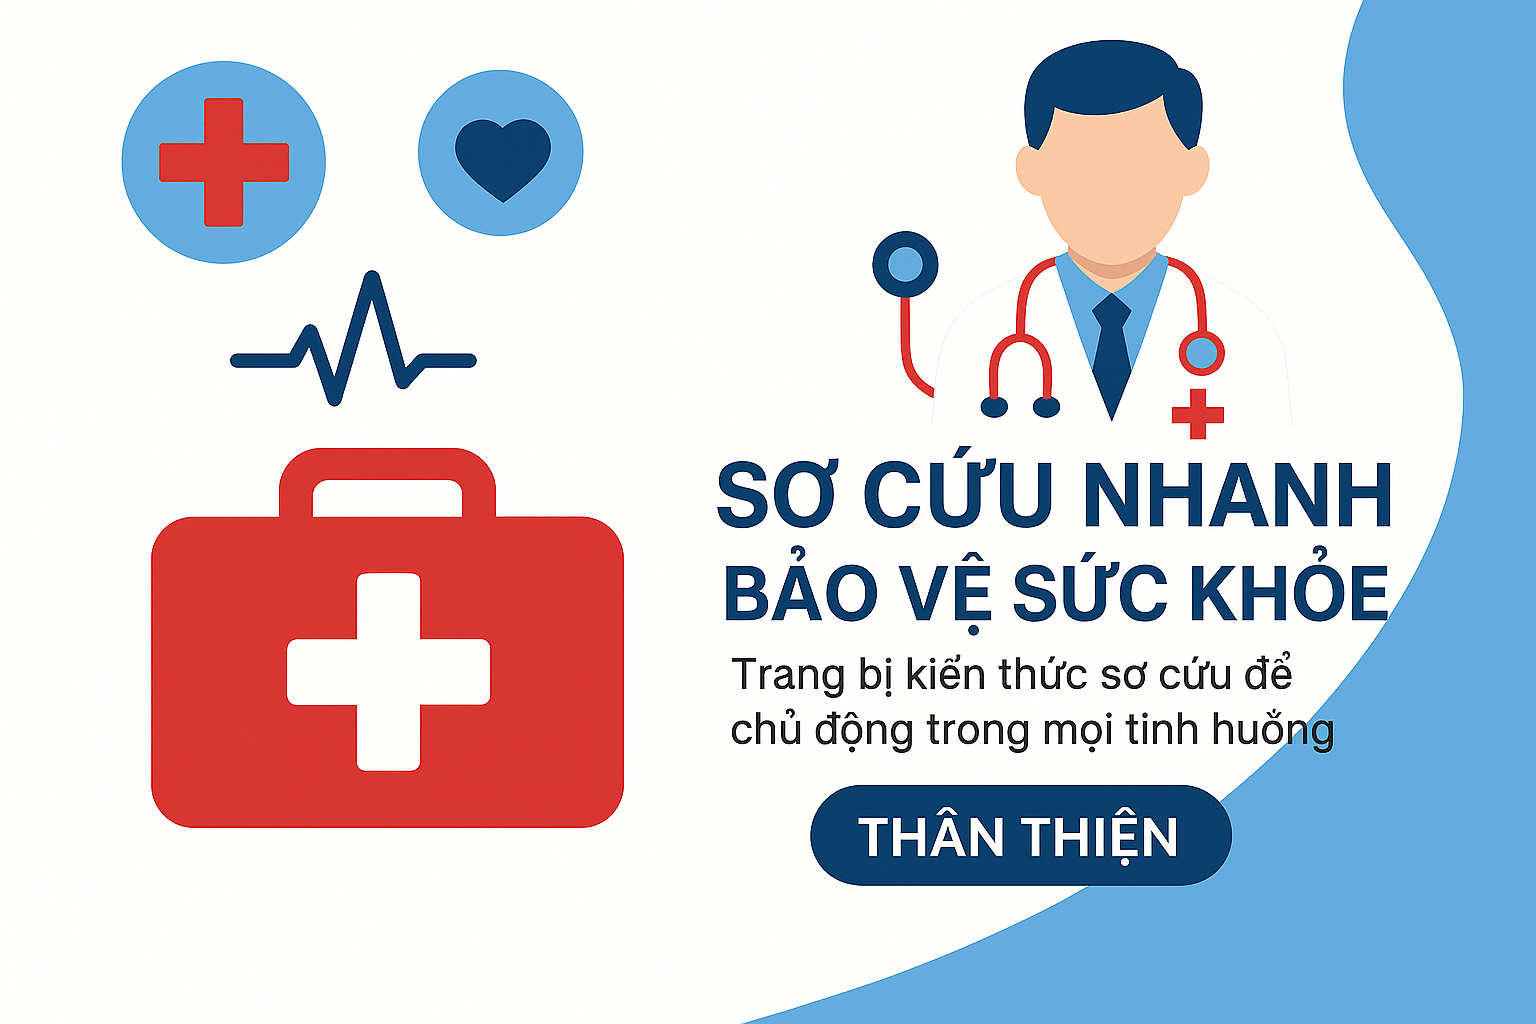 SƠ CỨU NHANH
BẢO VỆ SỨC KHỎE
Trang bị kiến thức sơ cứu để
chủ động trong mọi tinh huỗng
THÂN THIỆN